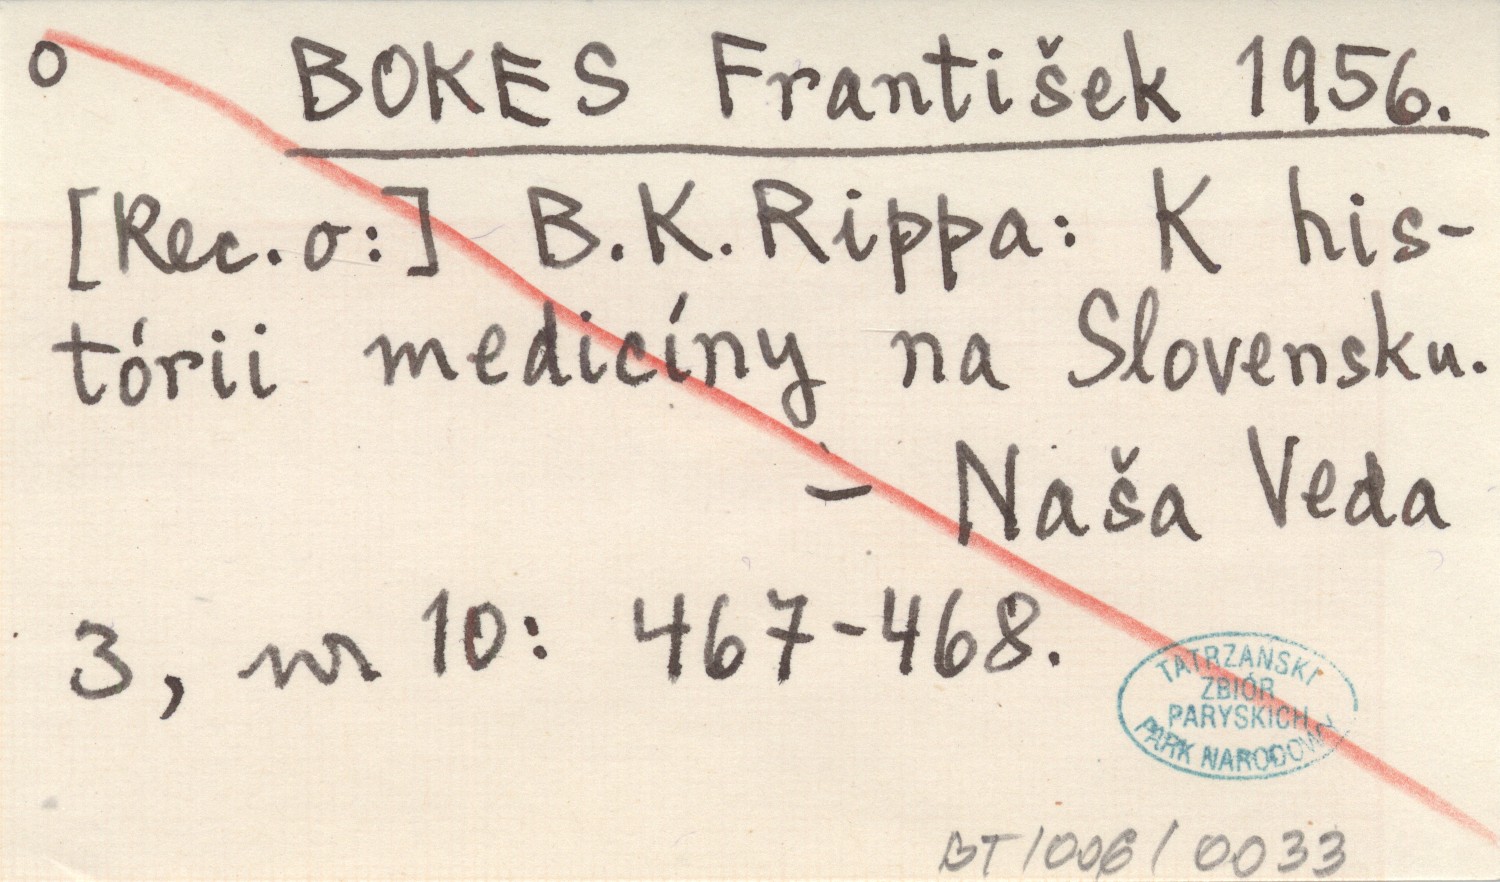 o BOKES František 1956.
[Rec. o:] B.K. Rippa: K his-
tórii medicíny na Slovensku.
– Naša Veda
3, nr 10: 467-468.
TATRZAŃSKI
ZBIÓR
PARYSKICH
PARK NARODOWY
BT/006/0033